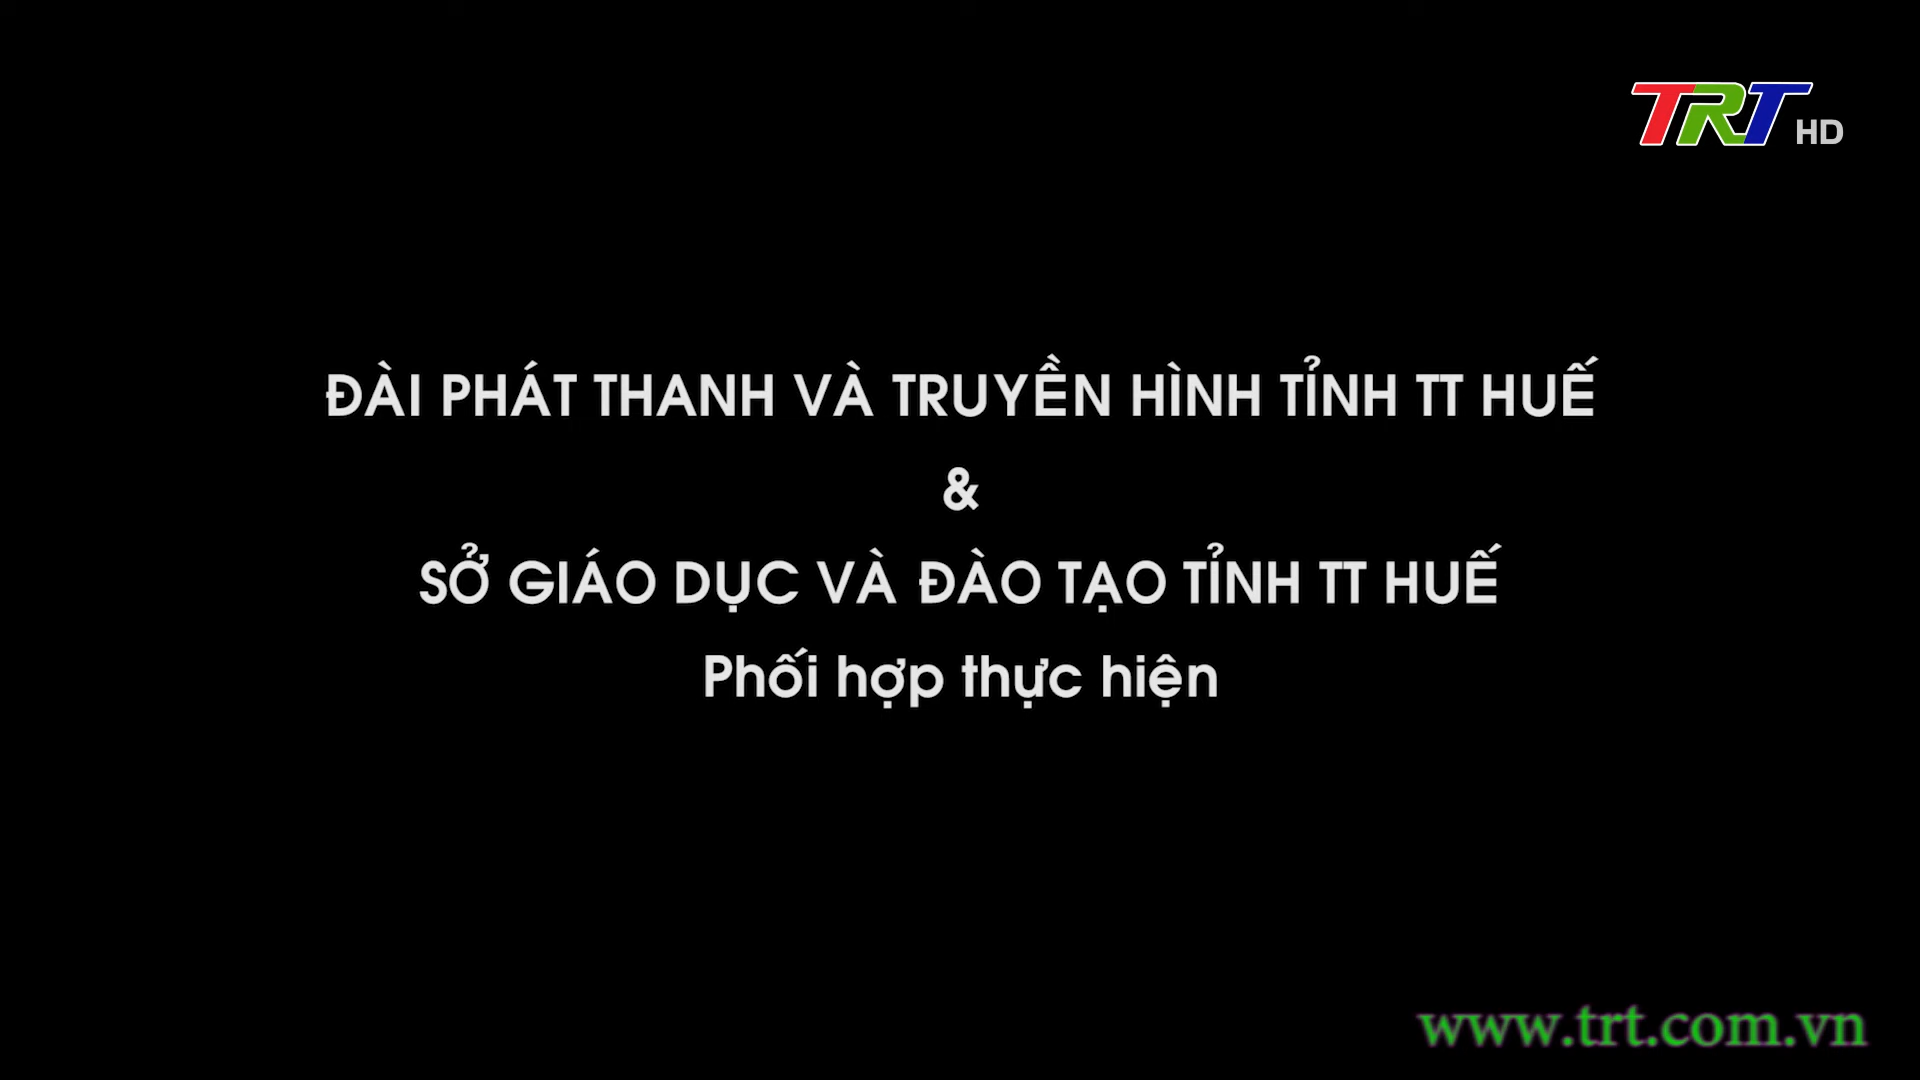 TRT HD
ĐÀI PHÁT THANH VÀ TRUYỀN HÌNH TỈNH TT HUẾ
&
SỞ GIÁO DỤC VÀ ĐÀO TẠO TỈNH TT HUẾ
Phối hợp thực hiện
www.trt.com.vn